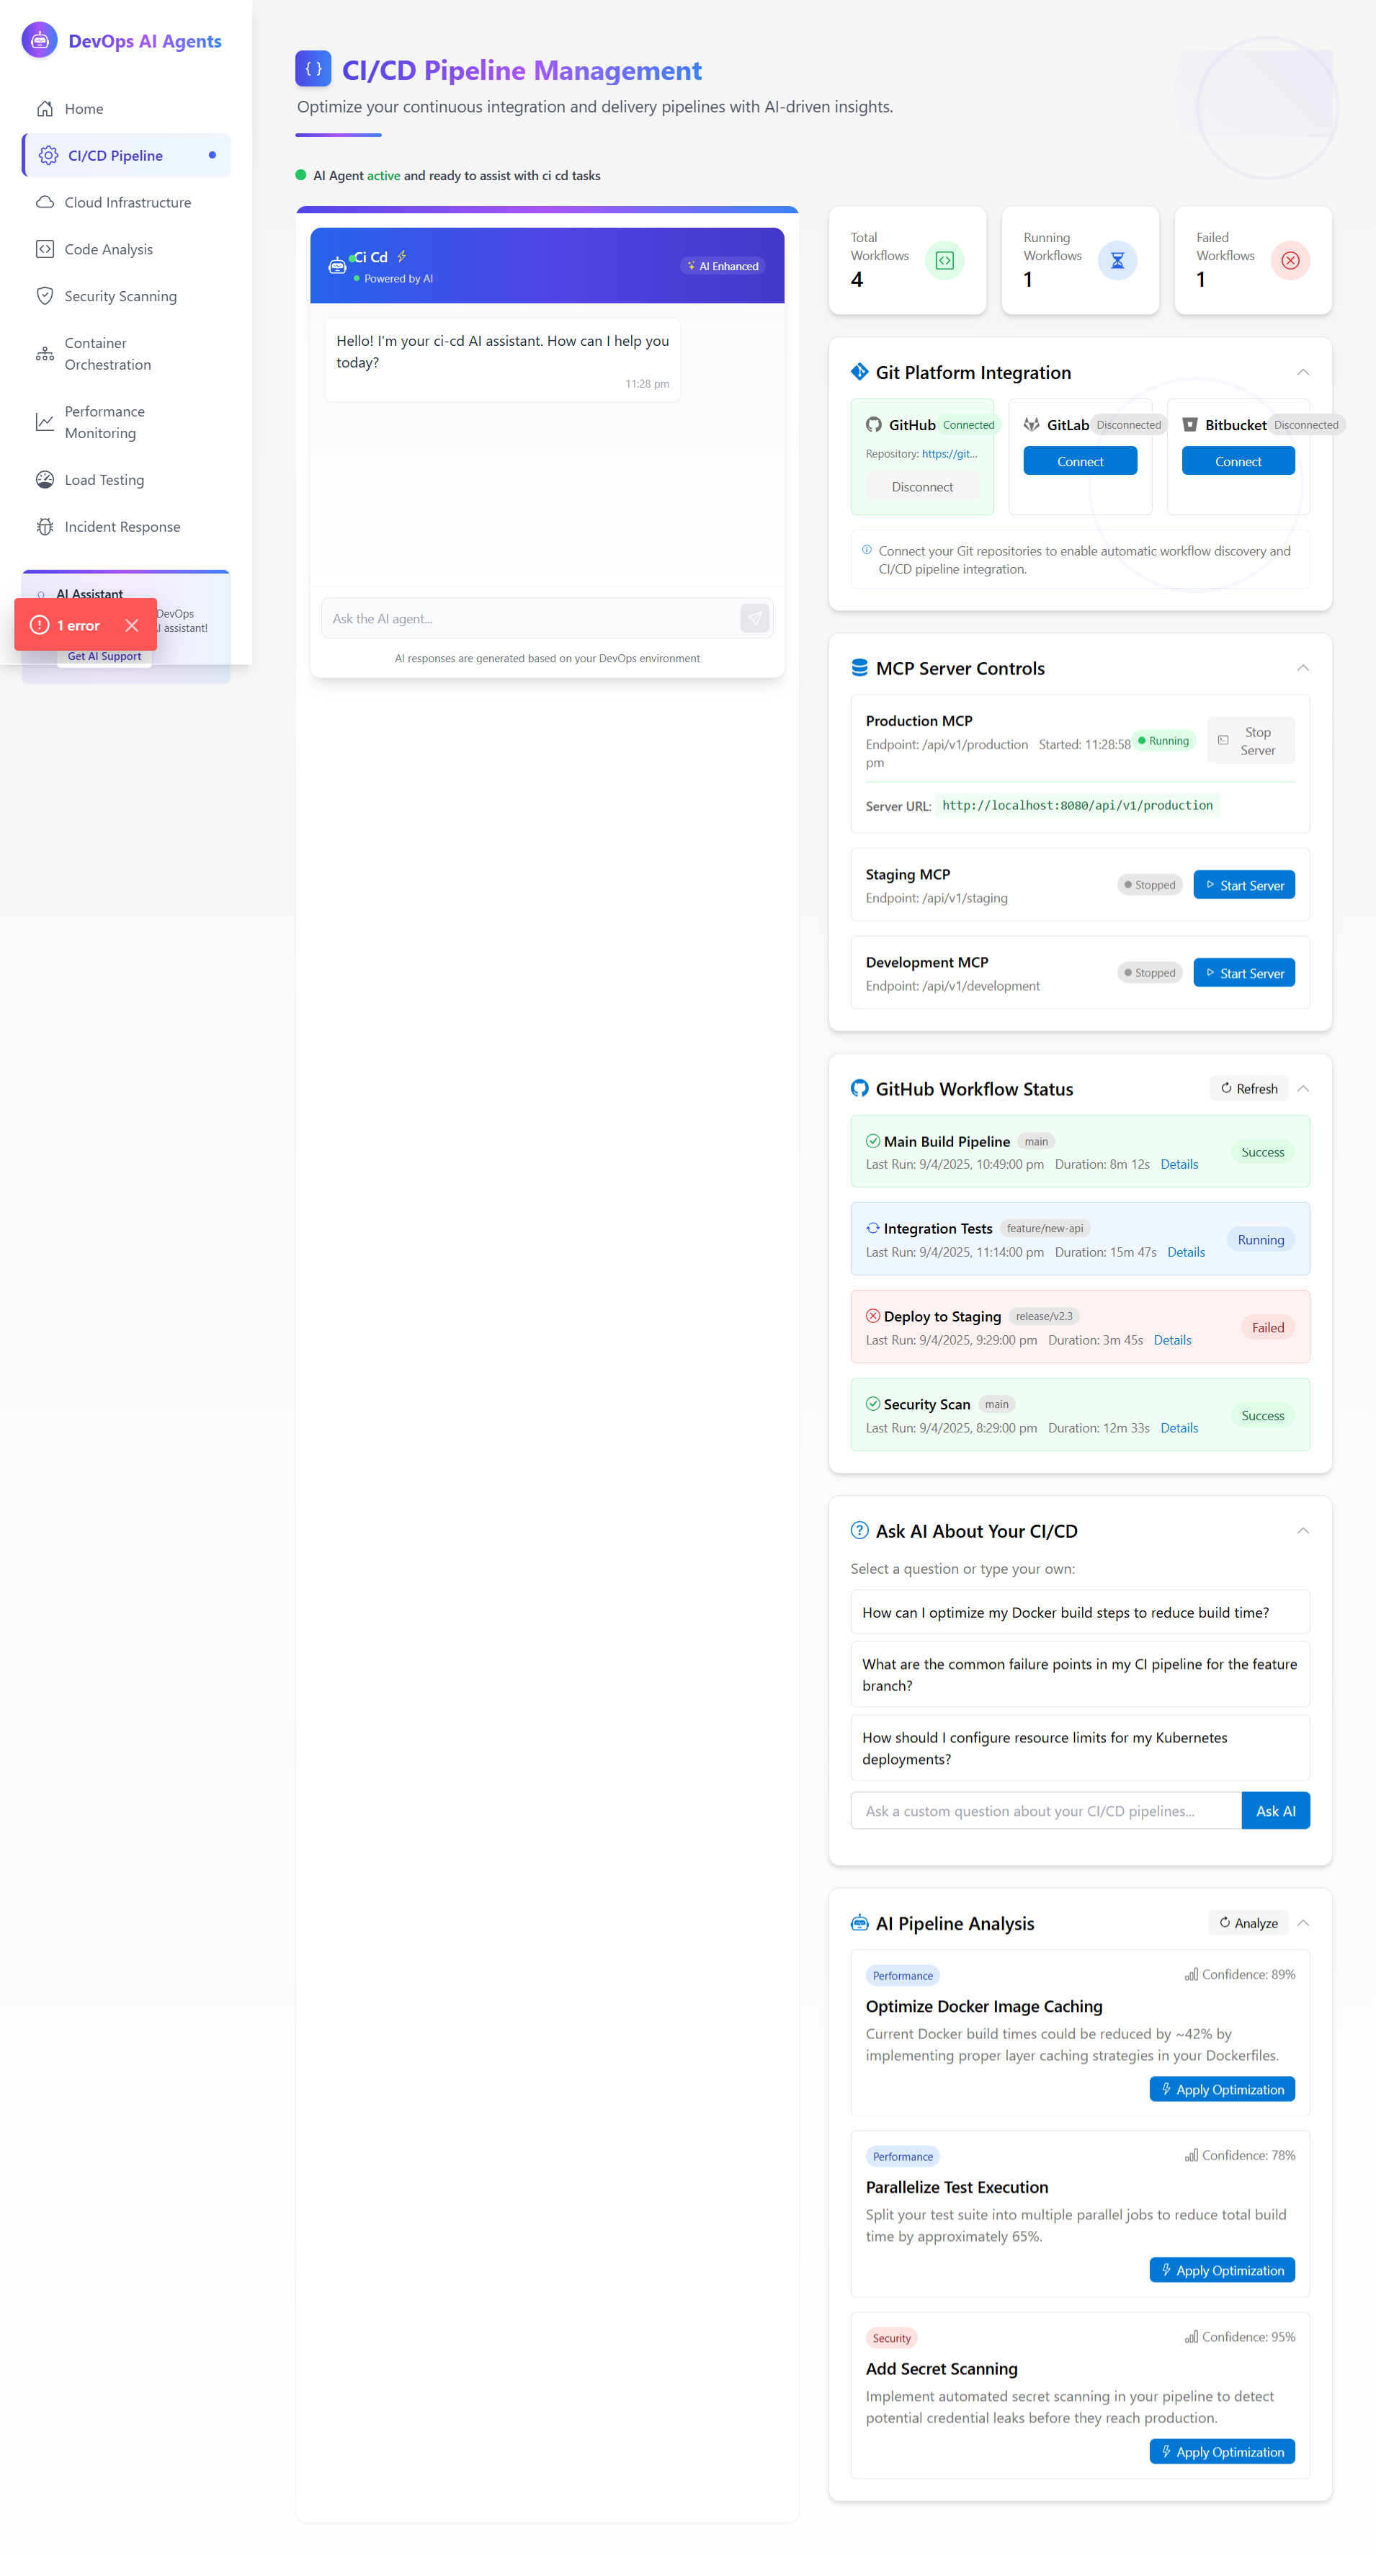 DevOps AI Agents
Home
CI/CD Pipeline
Cloud Infrastructure
Code Analysis
Security Scanning
Container
Orchestration
Performance
Monitoring
Load Testing
Incident Response
AI Assistant
DevOps
AI assistant!
1 error
Get AI Support
{ } CI/CD Pipeline Management
Optimize your continuous integration and delivery pipelines with AI-driven insights.
AI Agent active and ready to assist with ci cd tasks
Ci Cd
Powered by AI
AI Enhanced
Hello! I'm your ci-cd AI assistant. How can I help you
today?
11:28 pm
Ask the AI agent...
AI responses are generated based on your DevOps environment
Total
Workflows
4
Running
Workflows
1
Failed
Workflows
1
Git Platform Integration
GitHub Connected
Repository: https://git...
Disconnect
GitLab Disconnected
Connect
Bitbucket Disconnected
Connect
Connect your Git repositories to enable automatic workflow discovery and
CI/CD pipeline integration.
MCP Server Controls
Production MCP
Endpoint: /api/v1/production Started: 11:28:58
pm
Running
Stop
Server
Server URL: http://localhost:8080/api/v1/production
Staging MCP
Endpoint: /api/v1/staging
Stopped
Start Server
Development MCP
Endpoint: /api/v1/development
Stopped
Start Server
GitHub Workflow Status
Refresh
Main Build Pipeline main
Last Run: 9/4/2025, 10:49:00 pm Duration: 8m 12s Details
Success
Integration Tests feature/new-api
Last Run: 9/4/2025, 11:14:00 pm Duration: 15m 47s Details
Running
Deploy to Staging release/v2.3
Last Run: 9/4/2025, 9:29:00 pm Duration: 3m 45s Details
Failed
Security Scan main
Last Run: 9/4/2025, 8:29:00 pm Duration: 12m 33s Details
Success
Ask AI About Your CI/CD
Select a question or type your own:
How can I optimize my Docker build steps to reduce build time?
What are the common failure points in my CI pipeline for the feature
branch?
How should I configure resource limits for my Kubernetes
deployments?
Ask a custom question about your CI/CD pipelines...
Ask AI
AI Pipeline Analysis
Analyze
Performance
Confidence: 89%
Optimize Docker Image Caching
Current Docker build times could be reduced by ~42% by
implementing proper layer caching strategies in your Dockerfiles.
Apply Optimization
Performance
Confidence: 78%
Parallelize Test Execution
Split your test suite into multiple parallel jobs to reduce total build
time by approximately 65%.
Apply Optimization
Security
Confidence: 95%
Add Secret Scanning
Implement automated secret scanning in your pipeline to detect
potential credential leaks before they reach production.
Apply Optimization